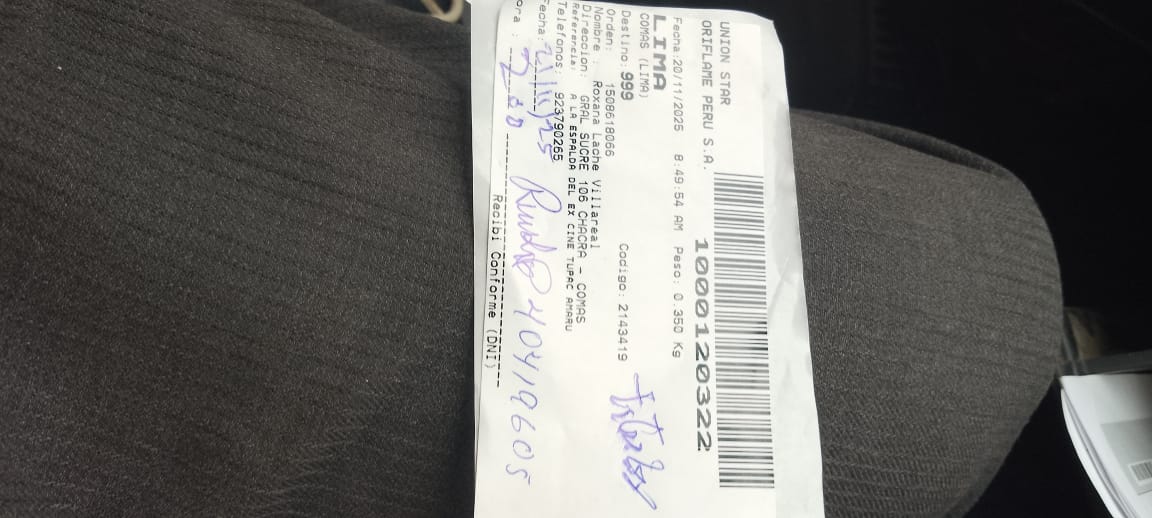 UNION STAR
ORIFLAME PERU S.A.
1000120322
Fecha:20/11/2025 8:49:54 AM Peso: 0.350 Kg
LIMA
COMAS (LIMA)
Destino: 999 Codigo: 2143419
Orden: 1508618066
Nombre : Roxana Lache Villareal
Direccion: GRAL SUCRE 106 CHACRA - COMAS
Referencia: A LA ESPALDA DEL EX CINE TUPAC AMARU
Telefonos: 923790265
Fecha: 21/11/25
ora :
Recibi Conforme (DNI)